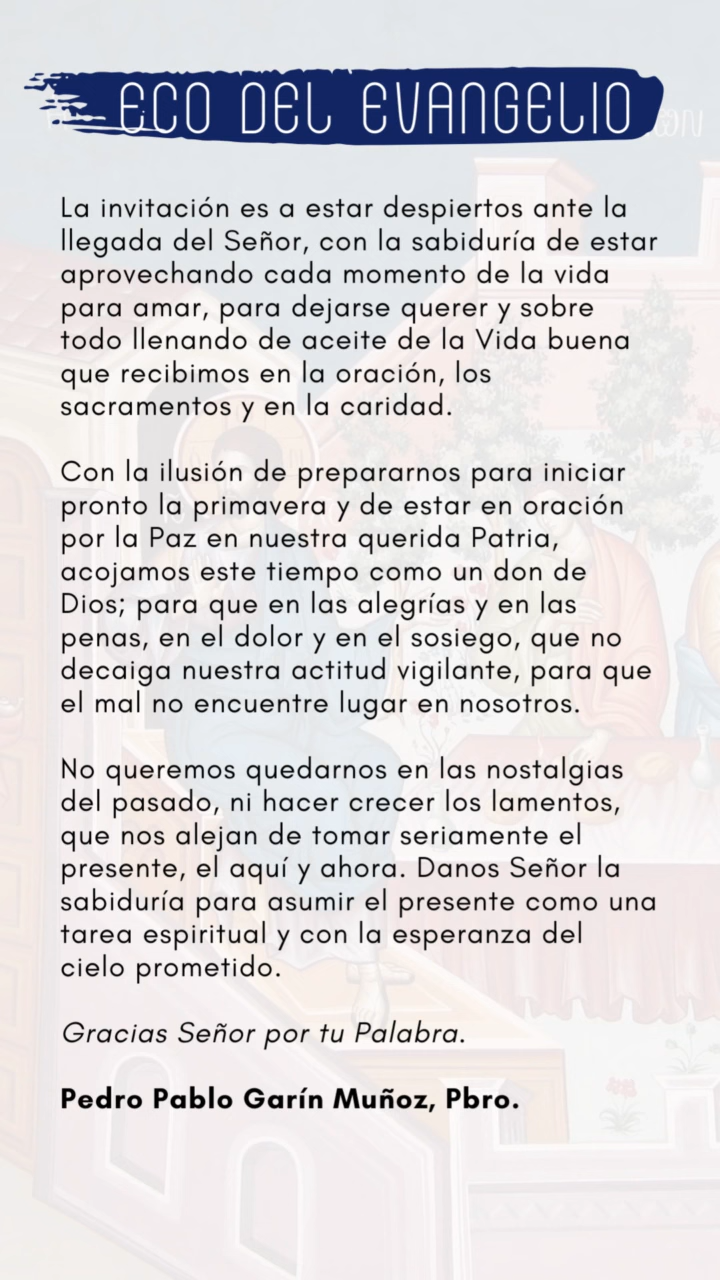 ECO DEL EVANGELIO
La invitación es a estar despiertos ante la
llegada del Señor, con la sabiduría de estar
aprovechando cada momento de la vida
para amar, para dejarse querer y sobre
todo llenando de aceite de la Vida buena
que recibimos en la oración, los
sacramentos y en la caridad.
Con la ilusión de prepararnos para iniciar
pronto la primavera y de estar en oración
por la Paz en nuestra querida Patria,
acojamos este tiempo como un don de
Dios; para que en las alegrías y en las
penas, en el dolor y en el sosiego, que no
decaiga nuestra actitud vigilante, para que
el mal no encuentre lugar en nosotros.
No queremos quedarnos en las nostalgias
del pasado, ni hacer crecer los lamentos,
que nos alejan de tomar seriamente el
presente, el aquí y ahora. Danos Señor la
sabiduría para asumir el presente como una
tarea espiritual y con la esperanza del
cielo prometido.
Gracias Señor por tu Palabra.
Pedro Pablo Garín Muñoz, Pbro.